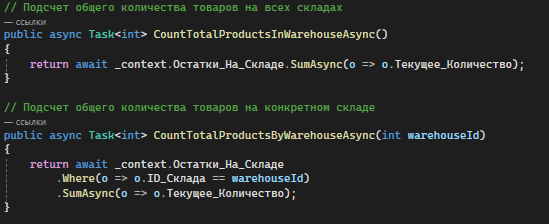 // Подсчет общего количества товаров на всех складах
— ссылки
public async Task<int> CountTotalProductsInWarehouseAsync()
{
    return await _context.Остатки_На_Складе.SumAsync(o => o.Текущее_Количество);
}
// Подсчет общего количества товаров на конкретном складе
— ссылки
public async Task<int> CountTotalProductsByWarehouseAsync(int warehouseId)
{
    return await _context.Остатки_На_Складе
        .Where(o => o.ID_Склада == warehouseId)
        .SumAsync(o => o.Текущее_Количество);
}